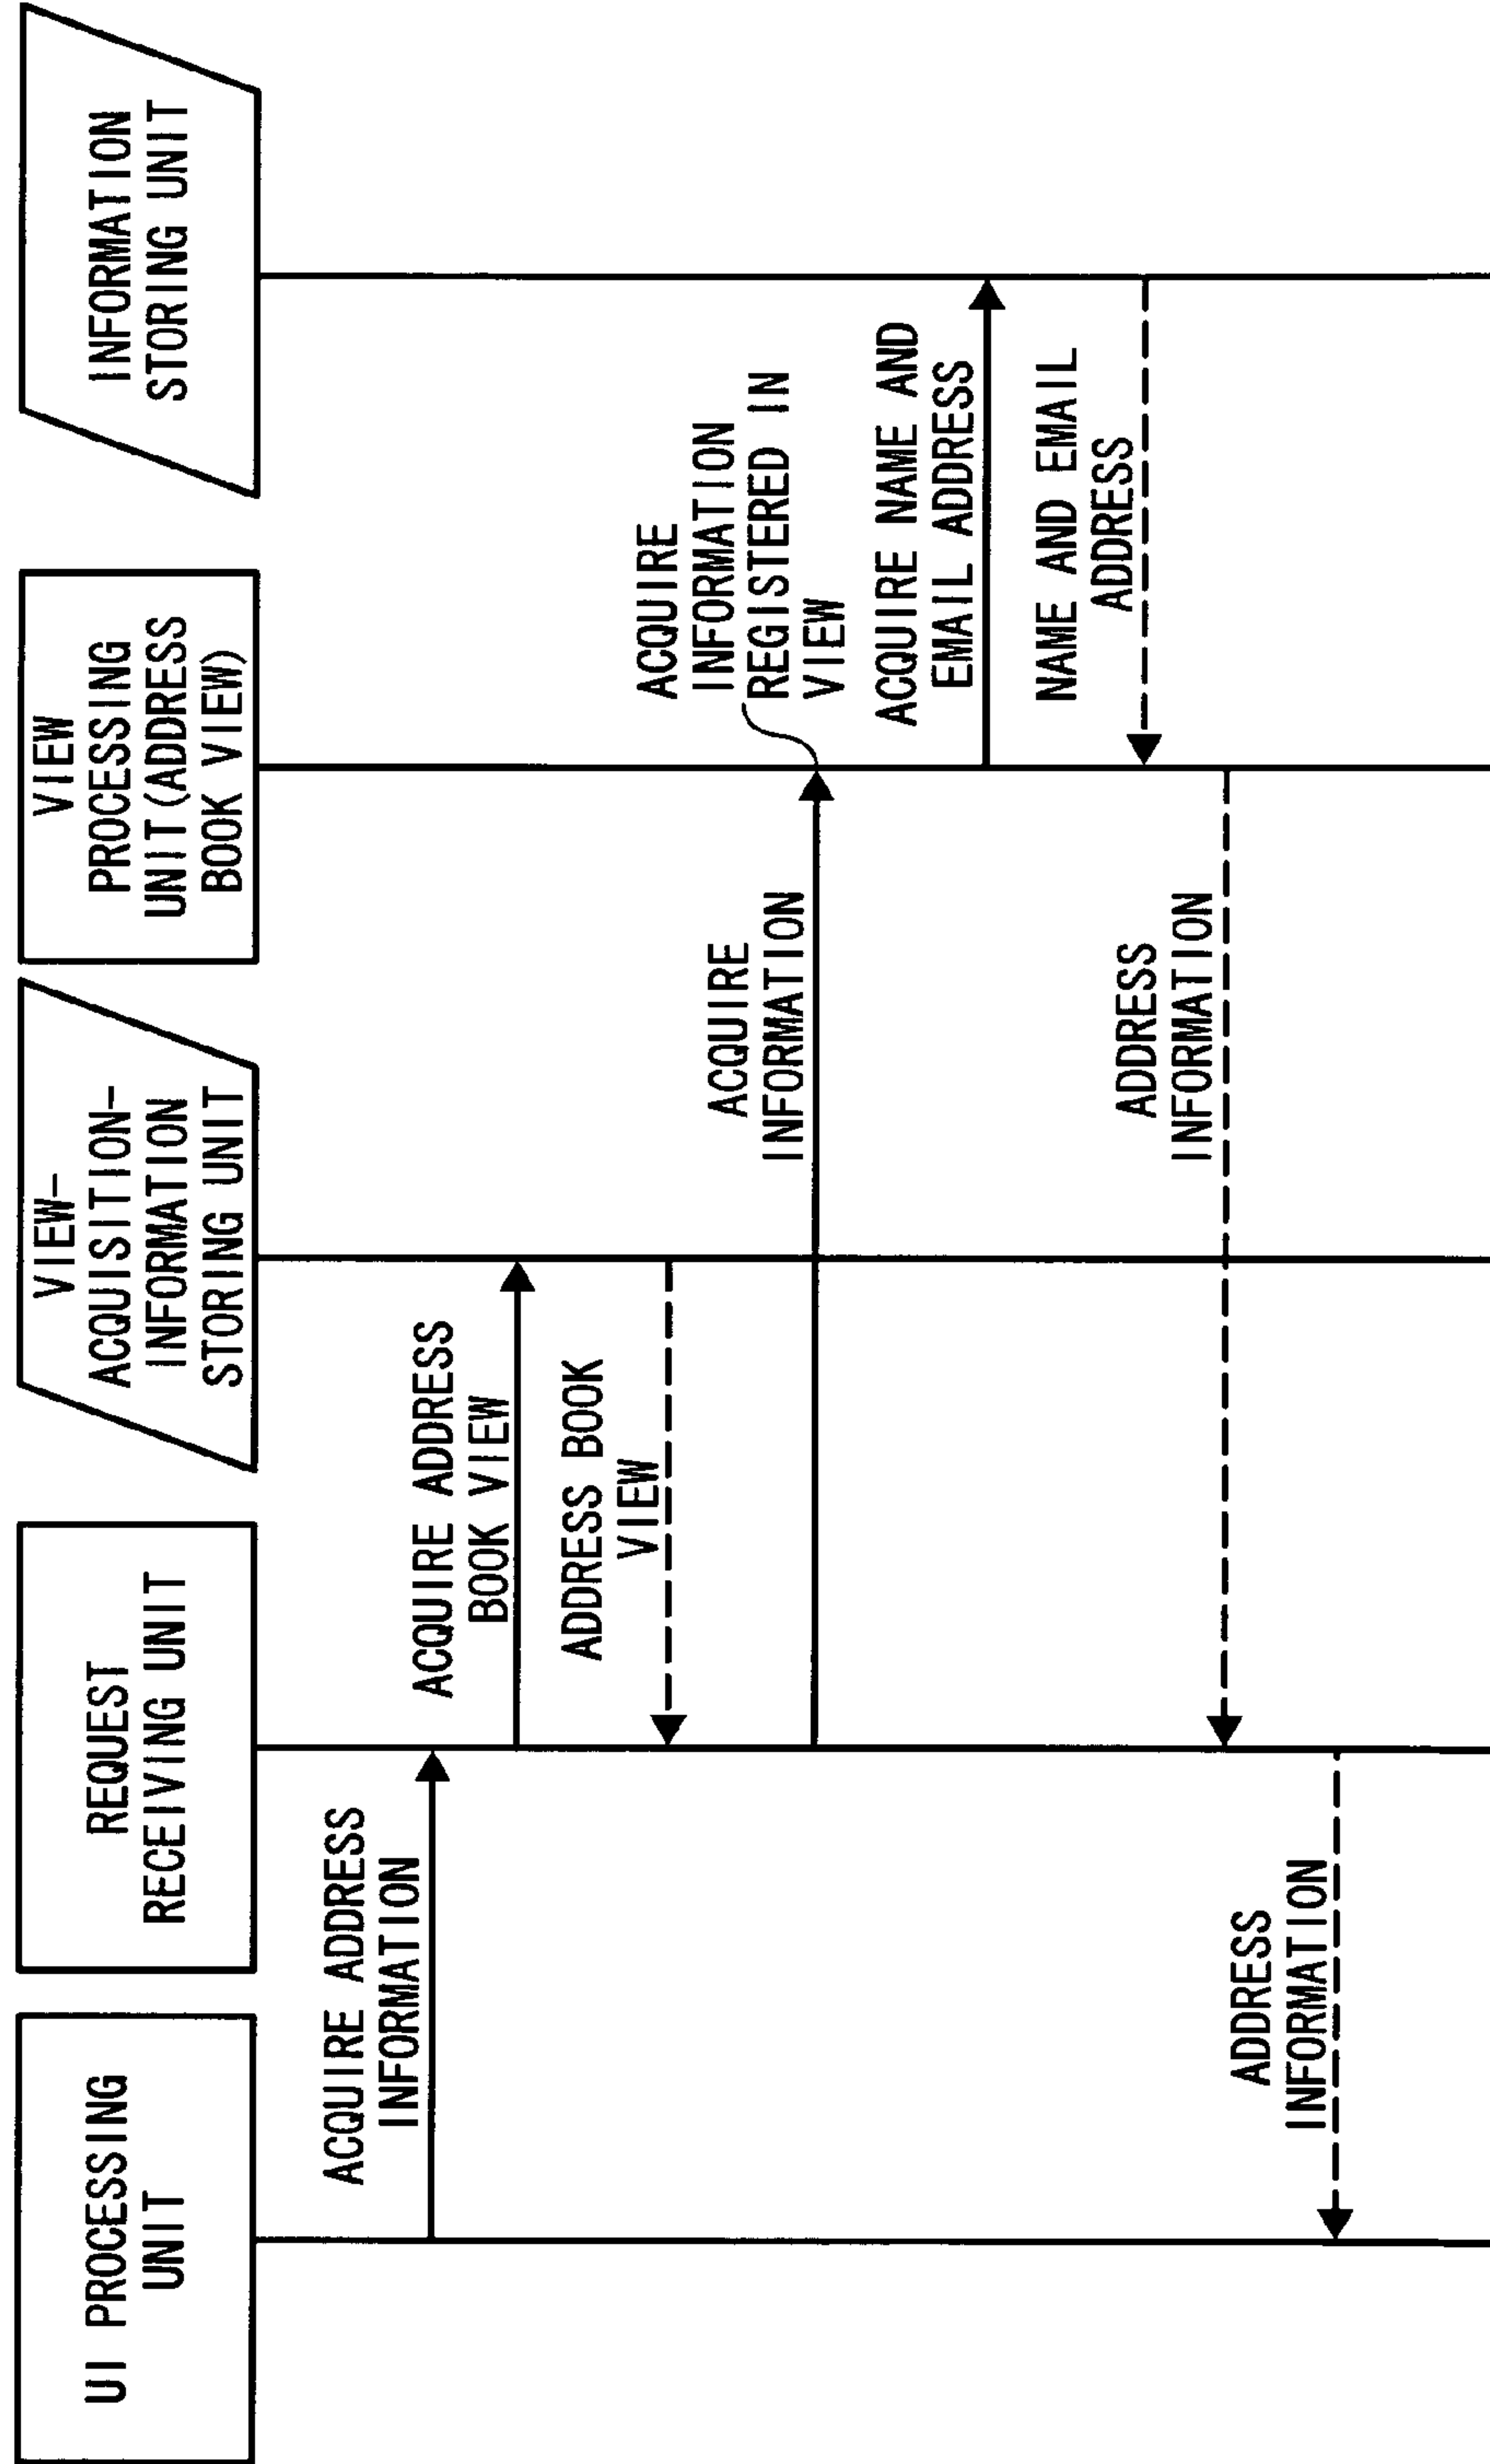 UI PROCESSING
UNIT
REQUEST
RECEIVING UNIT
VIEW-
ACQUISITION-
INFORMATION
STORING UNIT
VIEW
PROCESSING
UNIT(ADDRESS
BOOK VIEW)
INFORMATION
STORING UNIT
ACQUIRE ADDRESS
INFORMATION
ACQUIRE ADDRESS
BOOK VIEW
ADDRESS BOOK
VIEW
ACQUIRE
INFORMATION
ACQUIRE
INFORMATION
REGISTERED IN
VIEW
ACQUIRE NAME AND
EMAIL ADDRESS
NAME AND EMAIL
ADDRESS
ADDRESS
INFORMATION
ADDRESS
INFORMATION